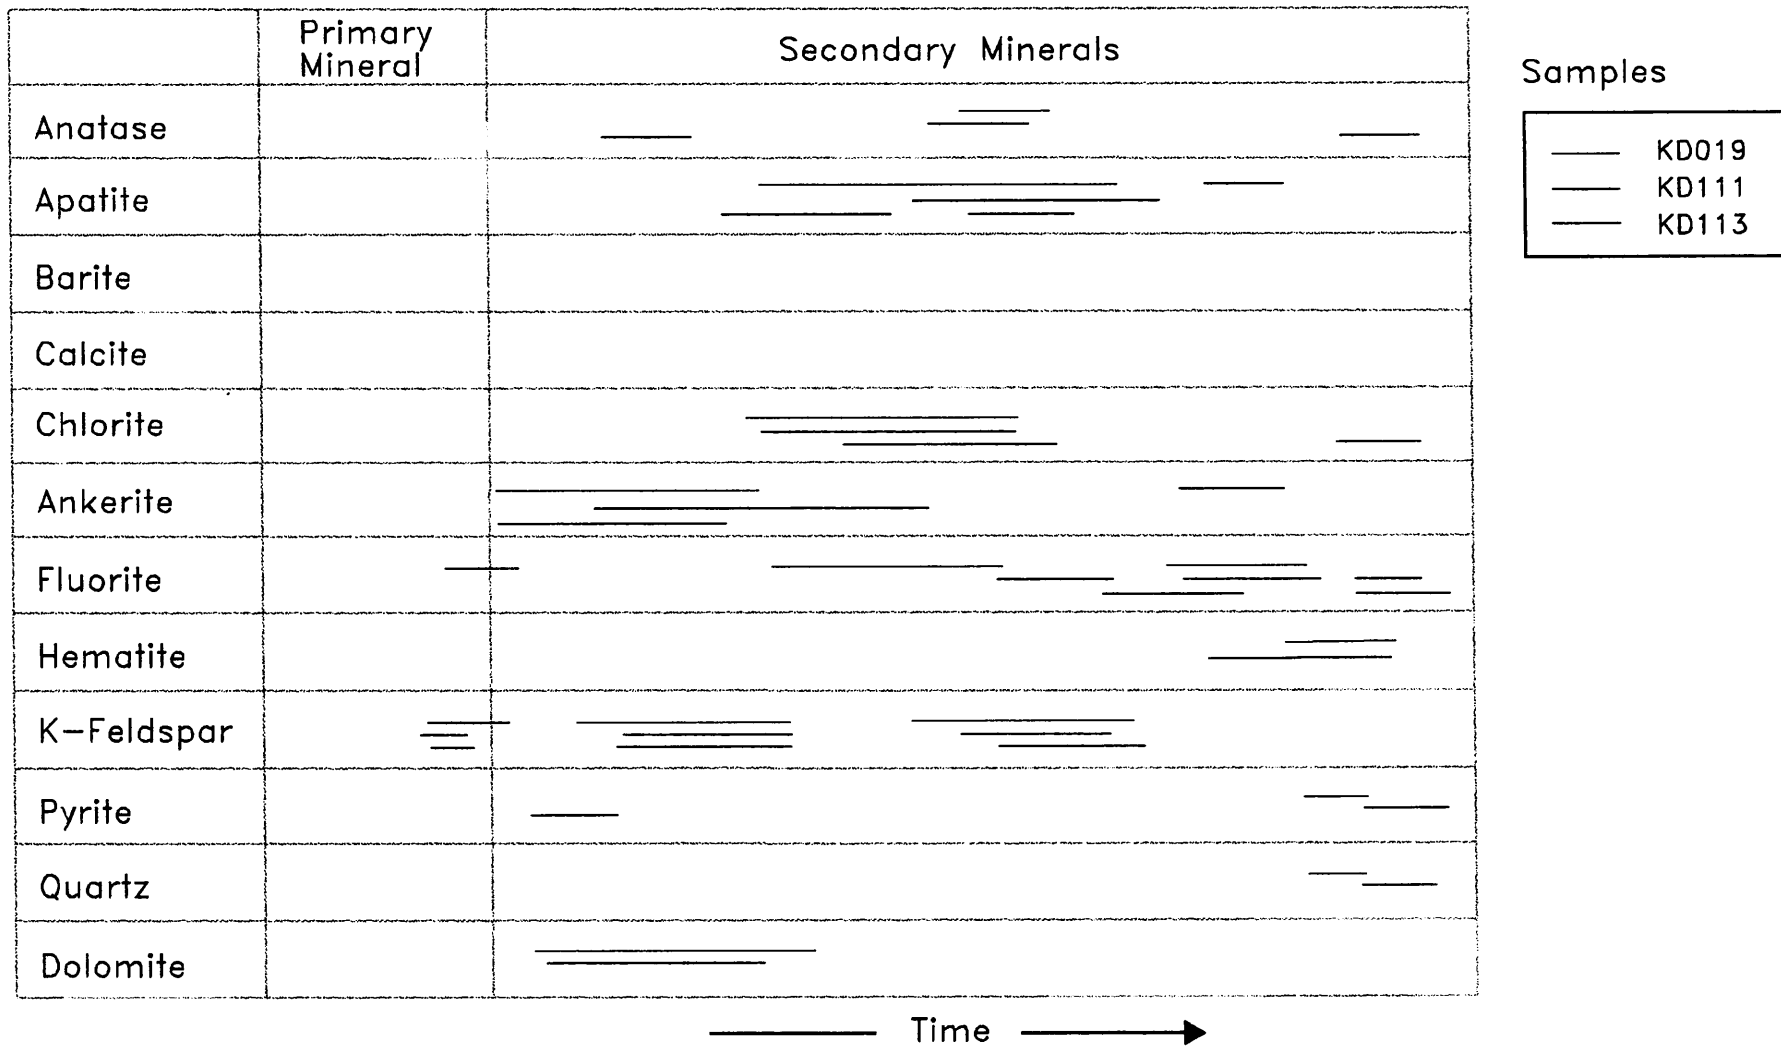 Primary
Mineral
Secondary Minerals
Samples
KD019
KD111
KD113
Anatase
Apatite
Barite
Calcite
Chlorite
Ankerite
Fluorite
Hematite
K-Feldspar
Pyrite
Quartz
Dolomite
Time